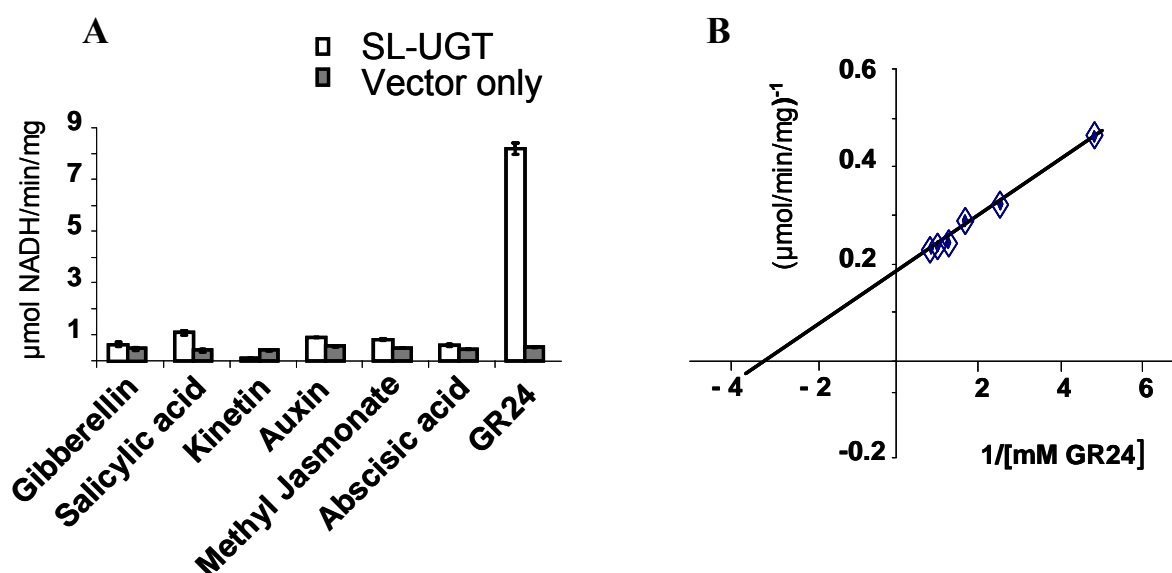 A
SL-UGT
Vector only
µmol NADH/min/mg
9
7
5
3
1
Gibberellin
Salicylic acid
Kinetin
Auxin
Methyl Jasmonate
Abscisic acid
GR24
B
(µmol/min/mg)-1
0.6
0.4
0.2
-0.2
- 4
- 2
2
4
6
1/[mM GR24]